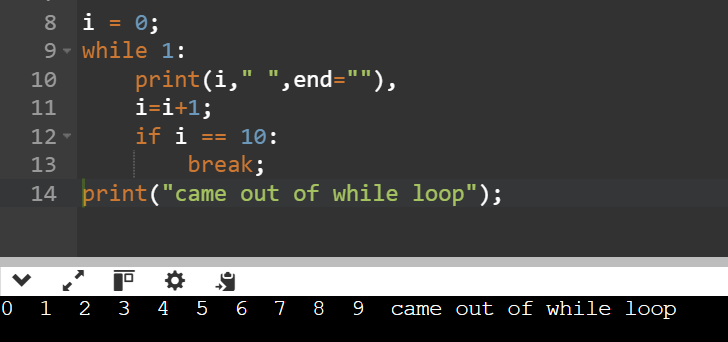 8 i = 0;
9 while 1:
10     print(i," ",end=""),
11     i=i+1;
12     if i == 10:
13         break;
14 print("came out of while loop");
0  1  2  3  4  5  6  7  8  9  came out of while loop